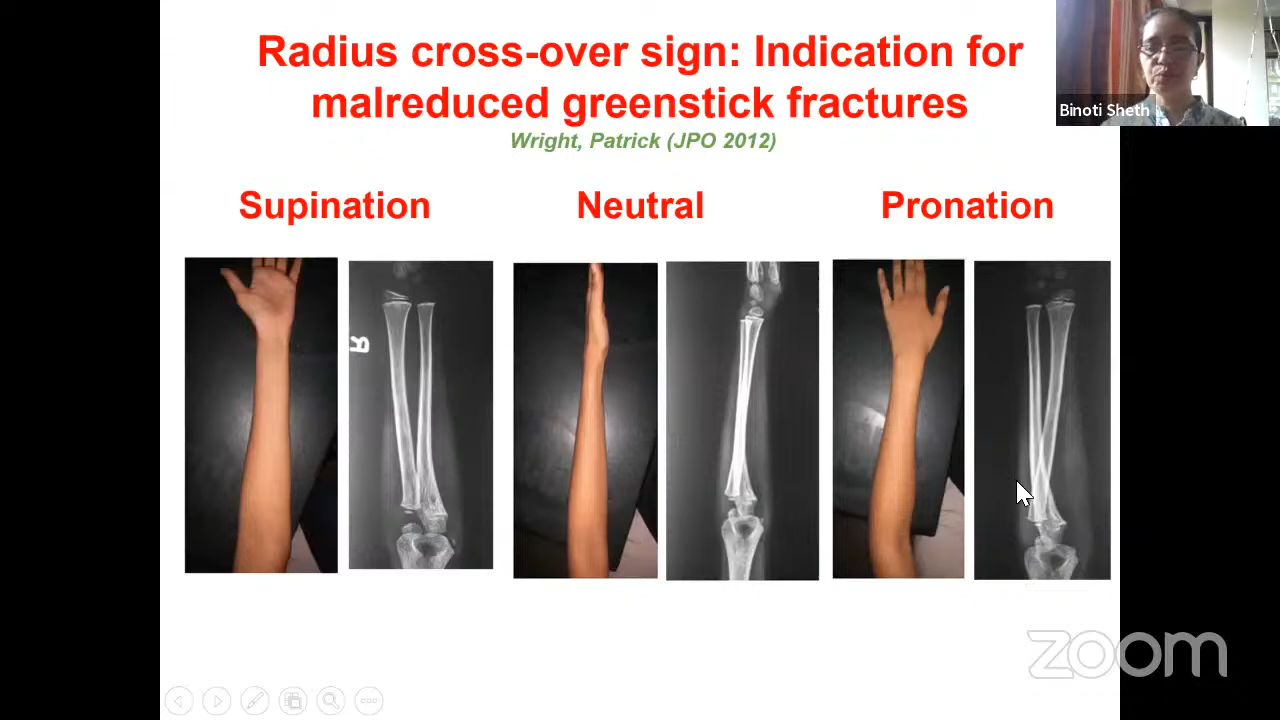 Radius cross-over sign: Indication for
malreduced greenstick fractures
Wright, Patrick (JPO 2012)
Binoti Sheth
Supination
Neutral
Pronation
R
zoom